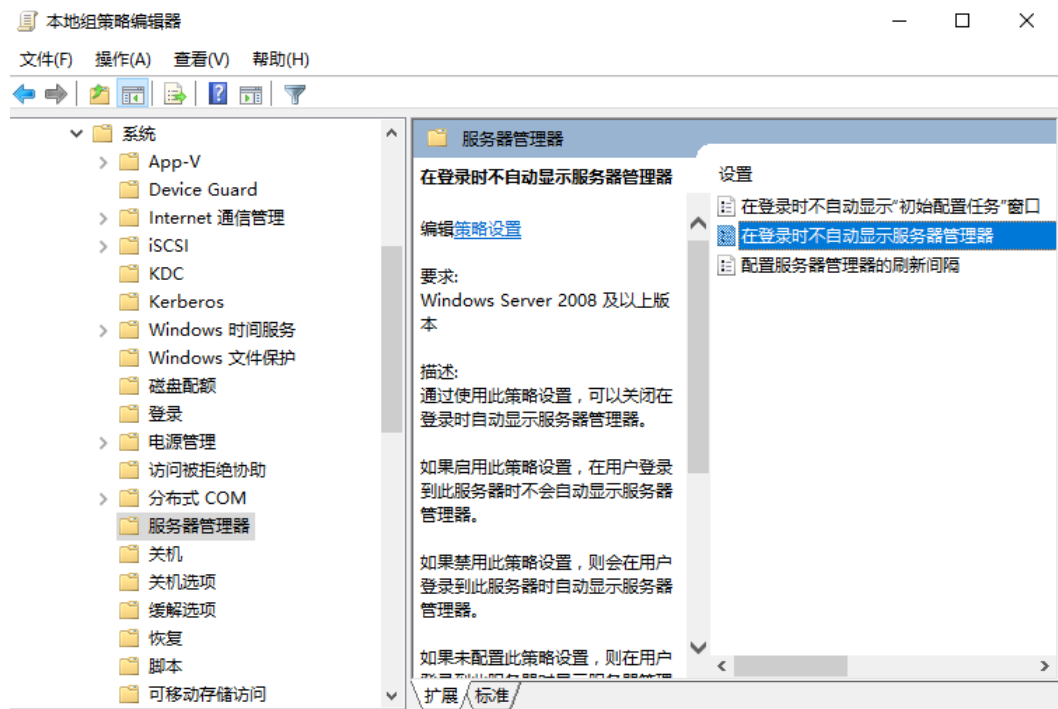 本地组策略编辑器
文件(F) 操作(A) 查看(V) 帮助(H)
系统
App-V
Device Guard
Internet 通信管理
iSCSI
KDC
Kerberos
Windows 时间服务
Windows 文件保护
磁盘配额
登录
电源管理
访问被拒绝协助
分布式 COM
服务器管理器
关机
关机选项
缓解选项
恢复
脚本
可移动存储访问
服务器管理器
在登录时不自动显示服务器管理器
编辑策略设置
要求:
Windows Server 2008 及以上版
本
描述:
通过使用此策略设置，可以关闭在
登录时自动显示服务器管理器。
如果启用此策略设置，在用户登录
到此服务器时不会自动显示服务器
管理器。
如果禁用此策略设置，则会在用户
登录到此服务器时自动显示服务器
管理器。
如果未配置此策略设置，则在用户
设置
在登录时不自动显示“初始配置任务”窗口
在登录时不自动显示服务器管理器
配置服务器管理器的刷新间隔
扩展 标准